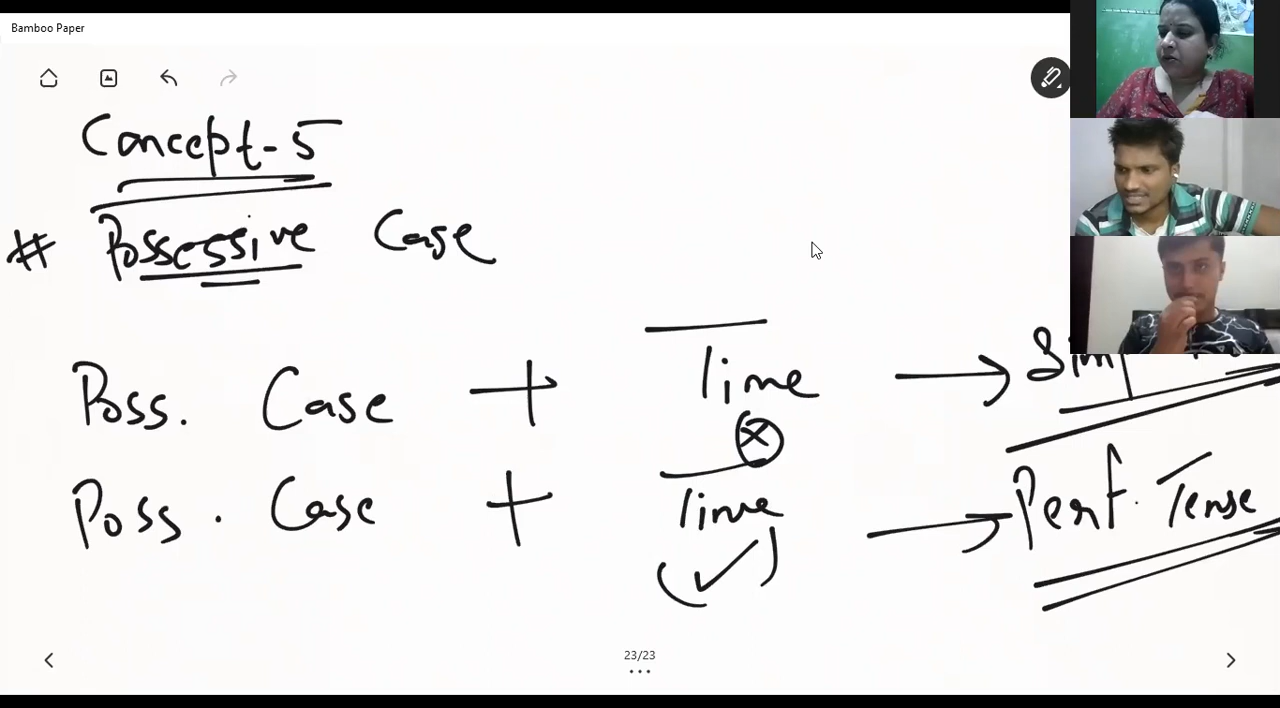 Bamboo Paper
Concept-5
# Possessive Case
Poss. Case + Time →
Poss. Case + Time → Perf. Tense
23/23